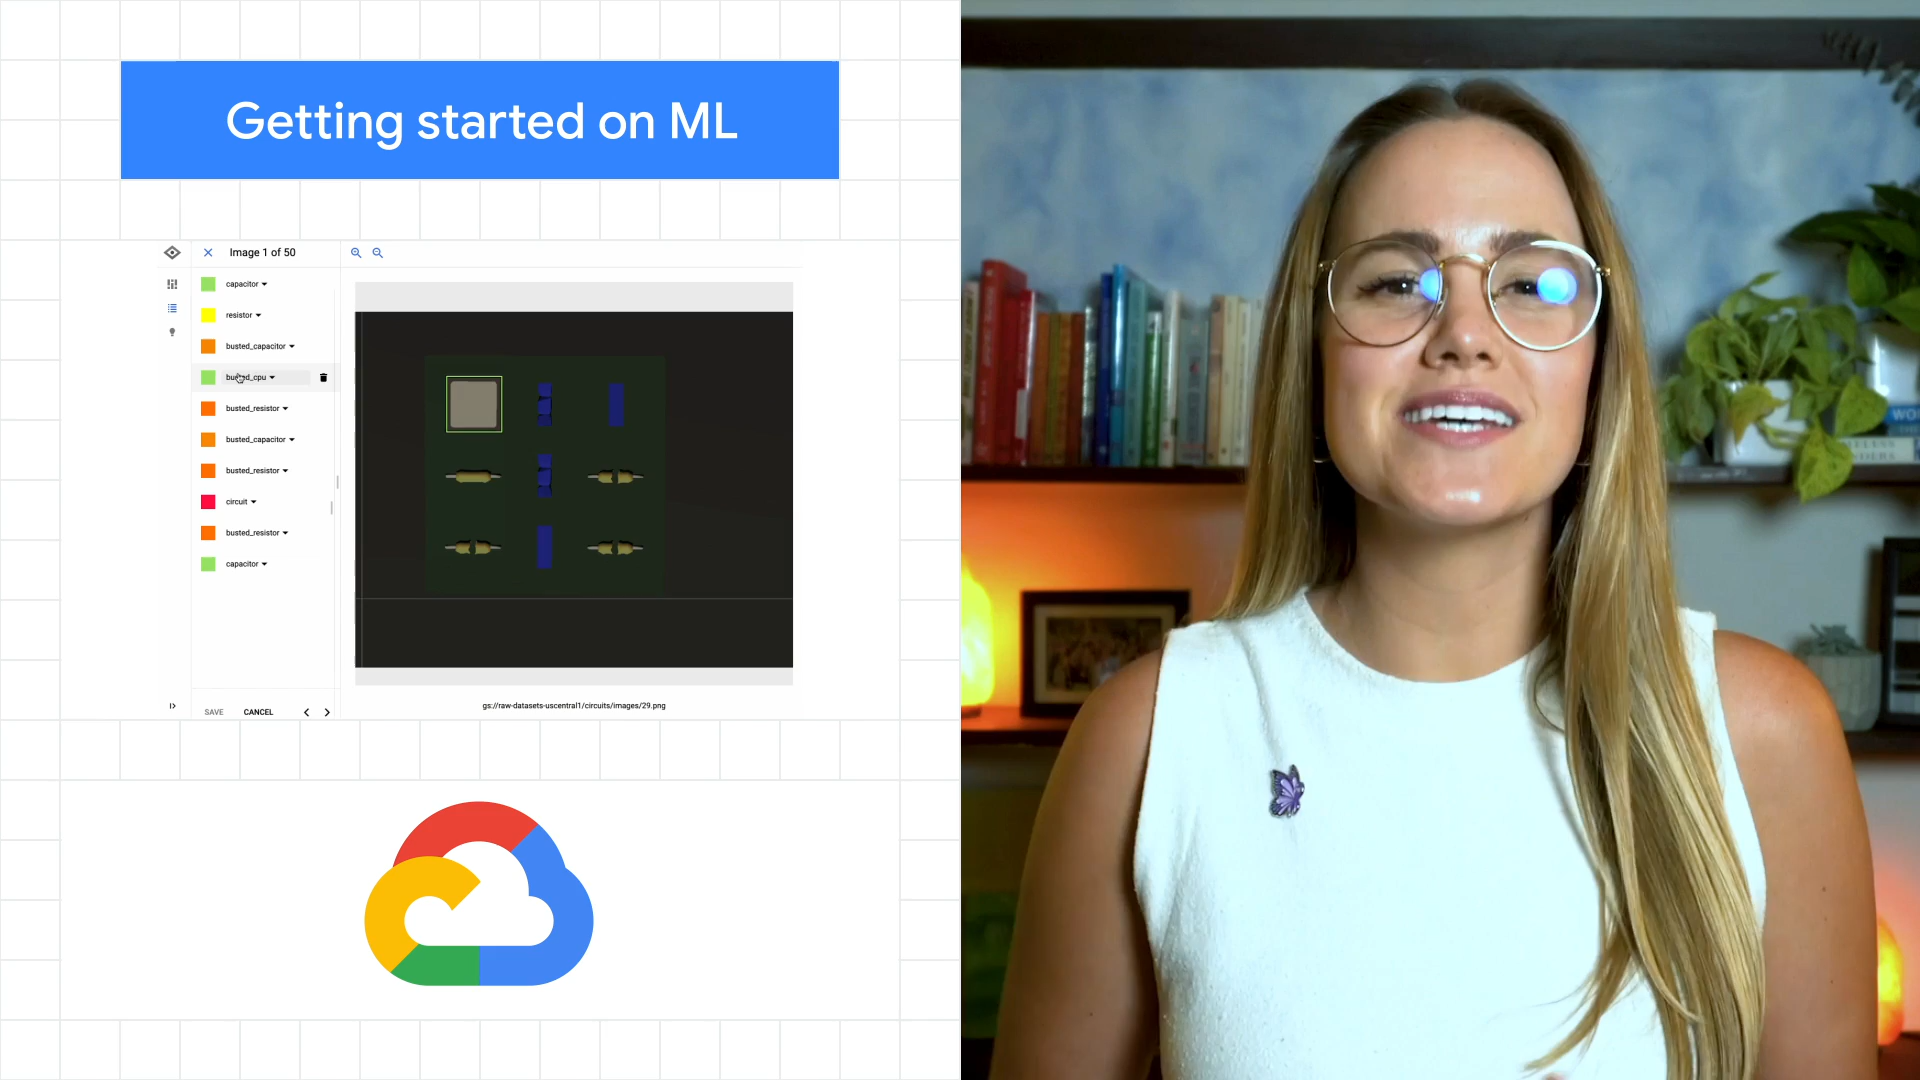 Getting started on ML
Image 1 of 50
capacitor
resistor
busted_capacitor
busted_resistor
busted_capacitor
busted_resistor
circuit
busted_resistor
capacitor
SAVE
CANCEL
gs://raw-datasets-uscentral1/circuits/images/29.png